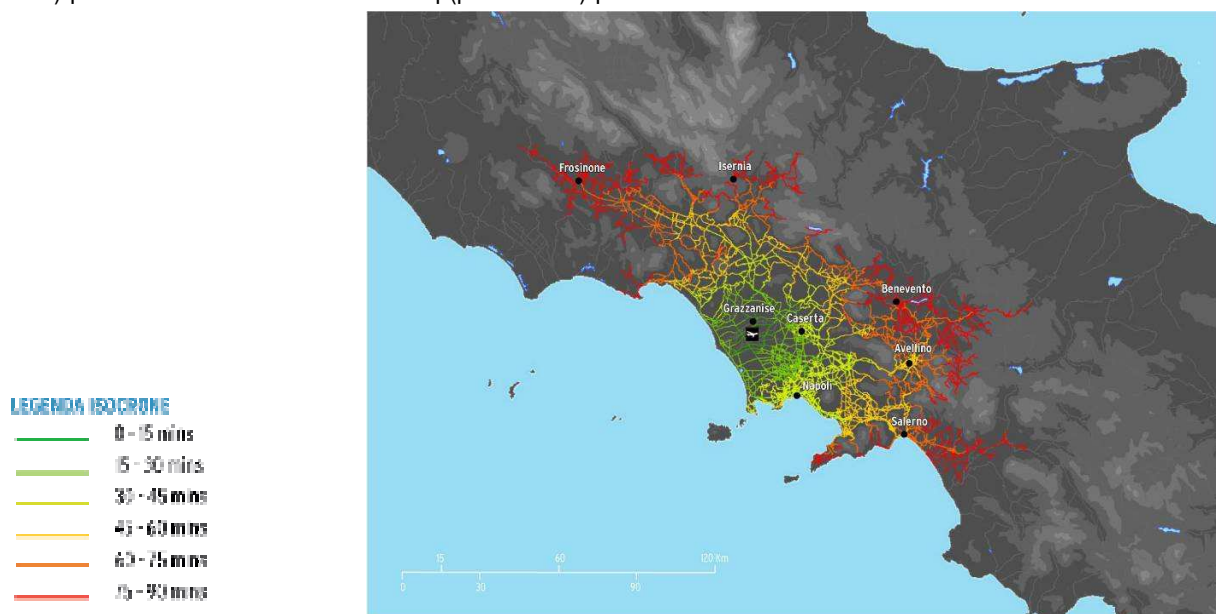 Frosinone
Isernia
Benevento
Grazzanise
Caserta
Avellino
Napoli
Salerno
LEGENDA ISOCRONE
0 - 15 mins
15 - 30 mins
30 - 45 mins
45 - 60 mins
60 - 75 mins
75 - 90 mins
15 60 120 Km
0 30 90